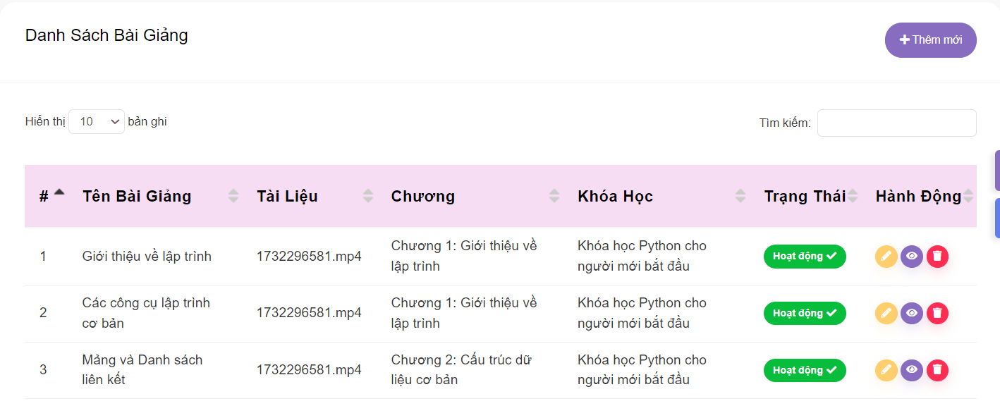 Danh Sách Bài Giảng
Thêm mới
Hiển thị 10 bản ghi
Tìm kiếm:
# Tên Bài Giảng Tài Liệu Chương Khóa Học Trạng Thái Hành Động
1 Giới thiệu về lập trình 1732296581.mp4 Chương 1: Giới thiệu về Khóa học Python cho Hoạt động
lập trình người mới bắt đầu
2 Các công cụ lập trình 1732296581.mp4 Chương 1: Giới thiệu về Khóa học Python cho Hoạt động
cơ bản lập trình người mới bắt đầu
3 Mảng và Danh sách 1732296581.mp4 Chương 2: Cấu trúc dữ Khóa học Python cho Hoạt động
liên kết liệu cơ bản người mới bắt đầu